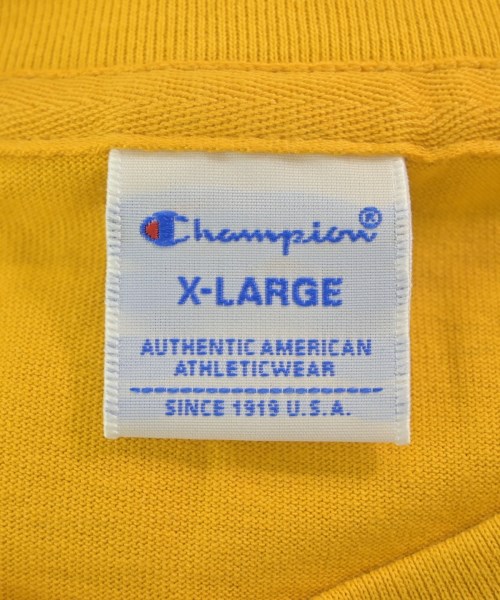 Champion®
X-LARGE
AUTHENTIC AMERICAN
ATHLETICWEAR
SINCE 1919 U.S.A.